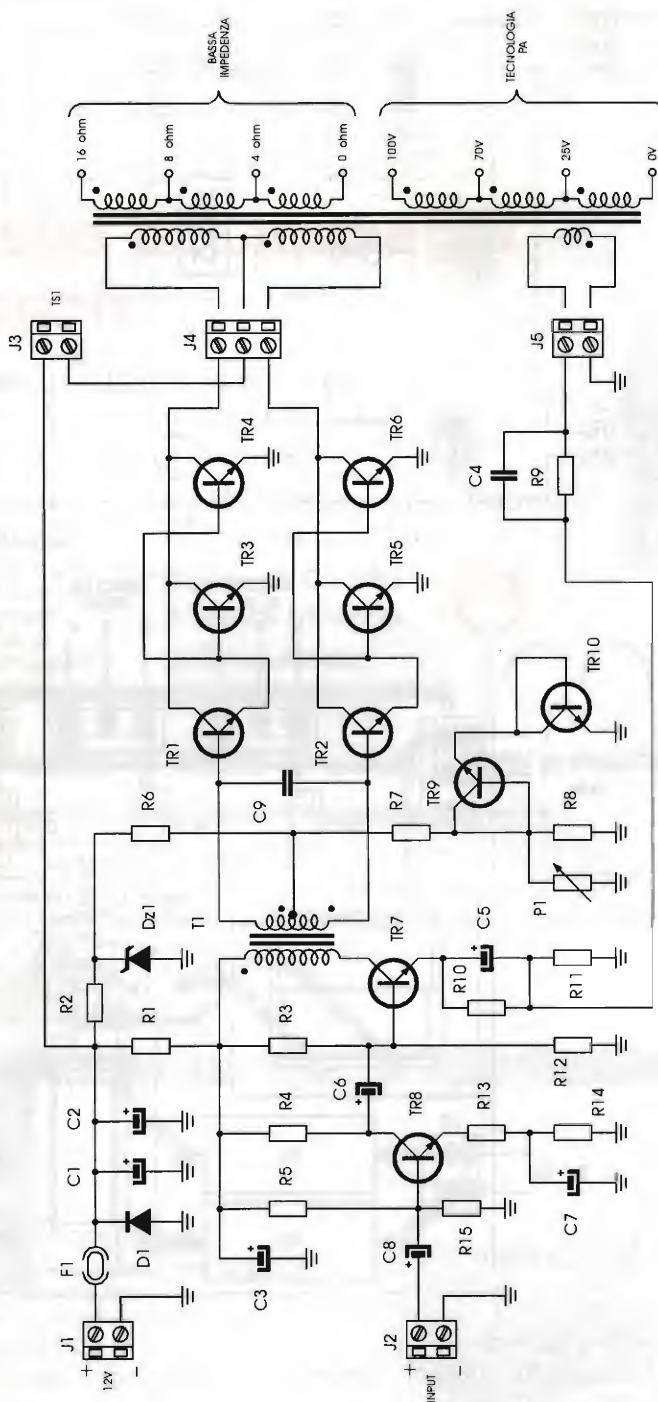 BASSA
IMPEDENZA
TECNOLOGIA
PA
16 ohm
8 ohm
4 ohm
0 ohm
100V
70V
25V
0V
J3
TS1
J4
J5
TR4
TR6
C4
R9
TR3
TR5
TR10
TR1
TR2
TR9
C9
R6
R7
R8
P1
Dz1
T1
TR7
C5
+
R10
R11
R2
R1
R3
R12
C6
+
TR8
R13
R14
C2
+
C1
+
R4
R5
R15
C7
+
F1
D1
C3
+
C8
+
J1
+
12V
-
J2
+
INPUT
-